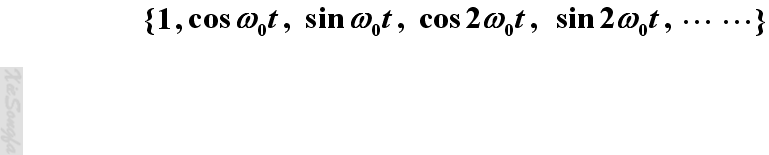 {1, cos ω₀t, sin ω₀t, cos 2ω₀t, sin 2ω₀t, ⋯ ⋯}